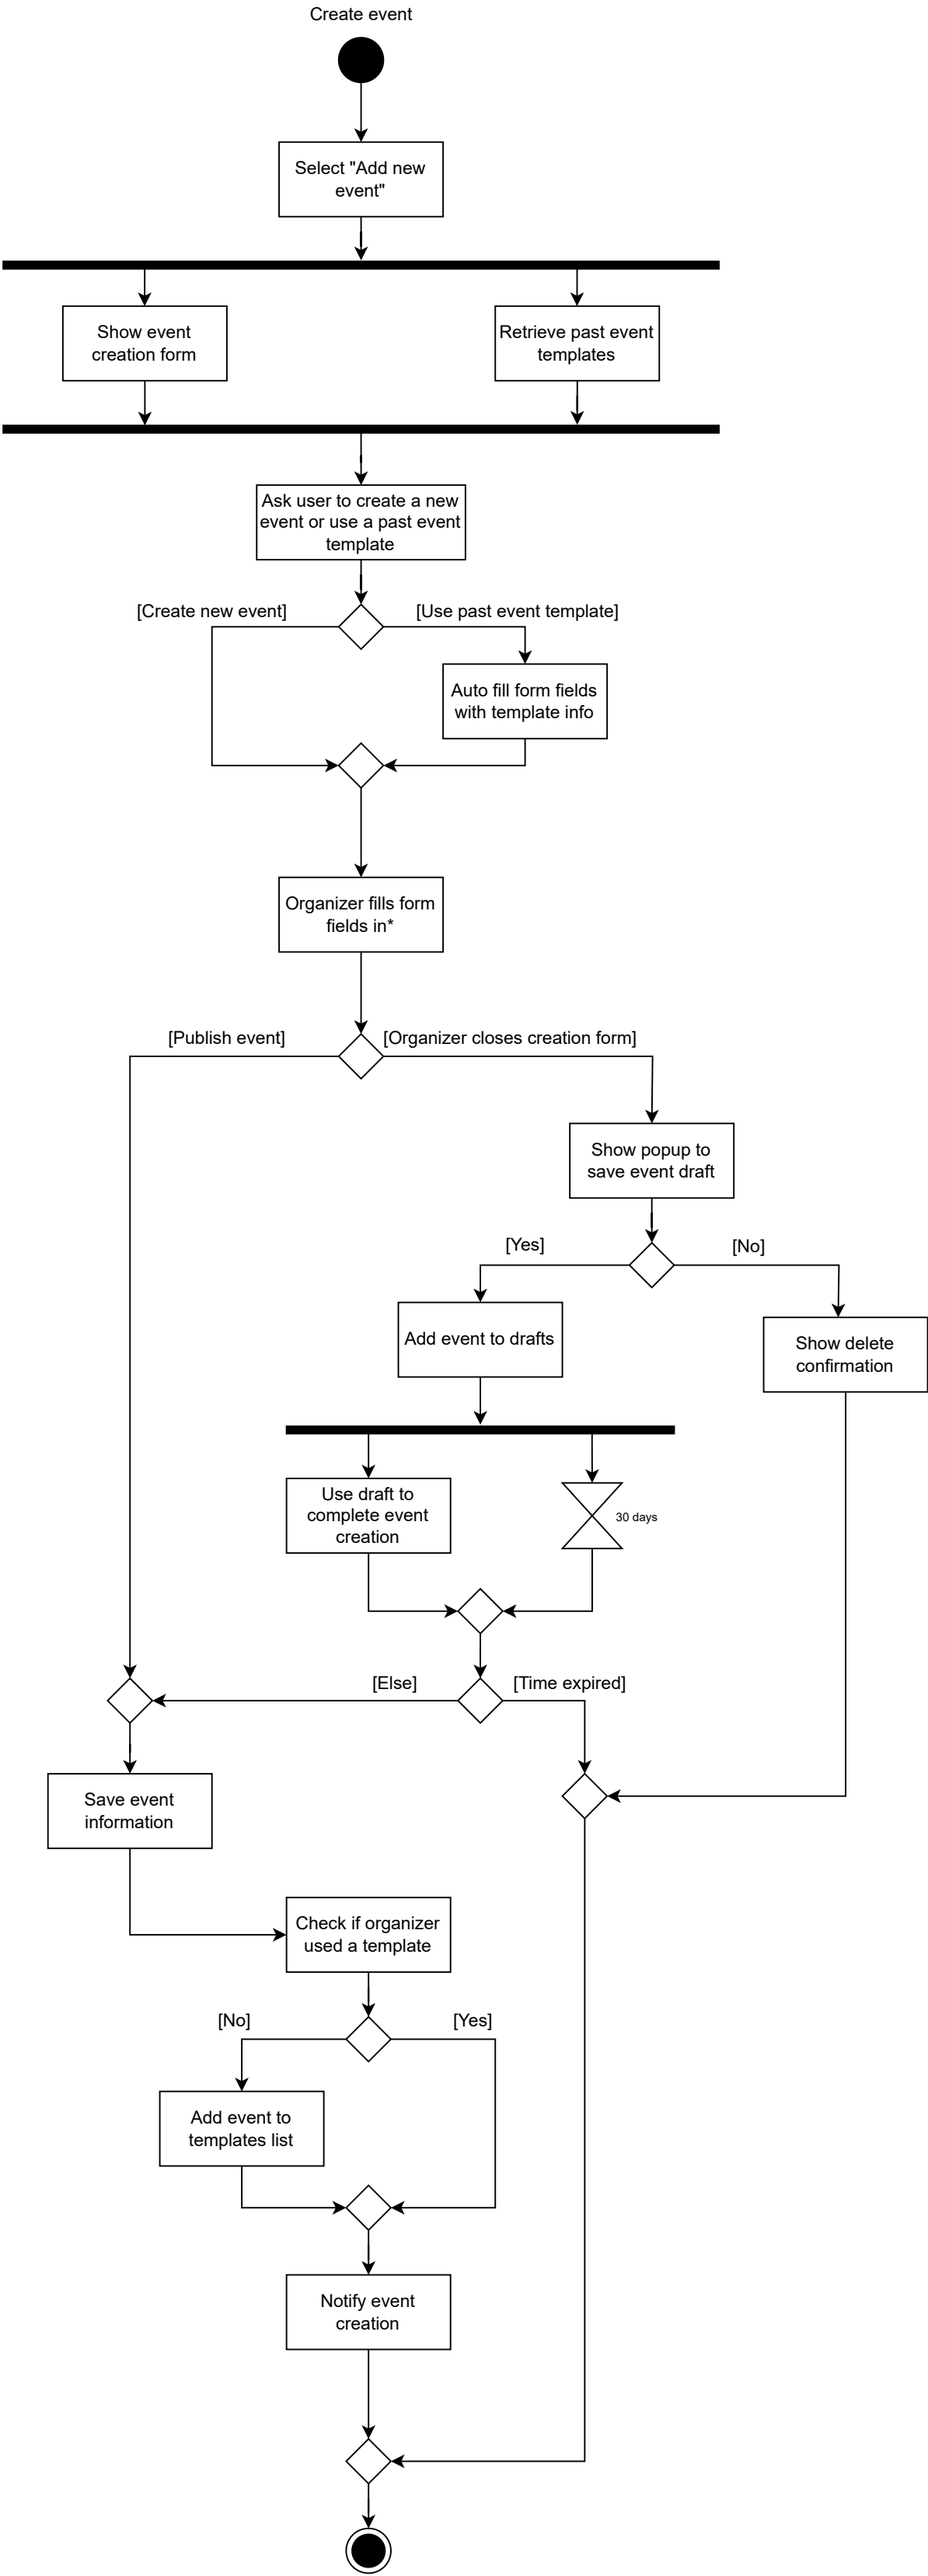 Create event
Select "Add new
event"
Show event
creation form
Retrieve past event
templates
Ask user to create a new
event or use a past event
template
[Create new event]
[Use past event template]
Auto fill form fields
with template info
Organizer fills form
fields in*
[Publish event]
[Organizer closes creation form]
Show popup to
save event draft
[Yes]
[No]
Add event to drafts
Show delete
confirmation
Use draft to
complete event
creation
30 days
[Else]
[Time expired]
Save event
information
Check if organizer
used a template
[No]
[Yes]
Add event to
templates list
Notify event
creation